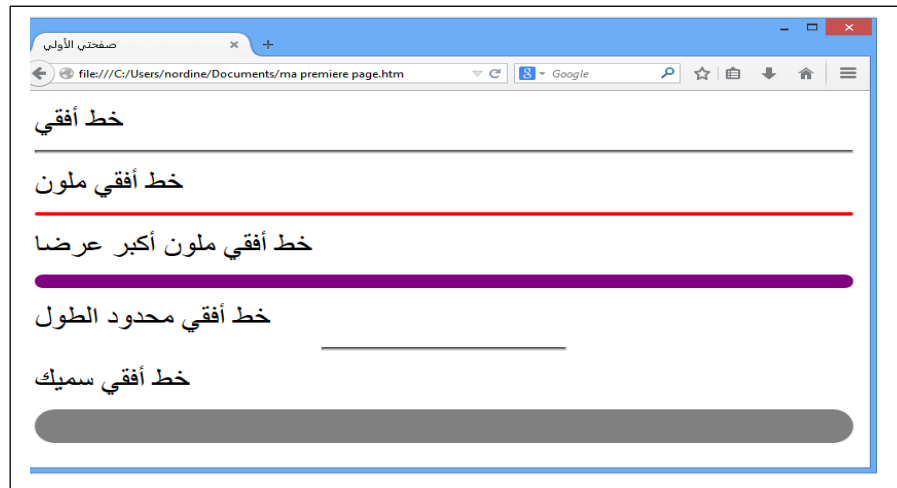 صفحتي الأولى
file:///C:/Users/nordine/Documents/ma premiere page.htm
8 Google
خط أفقي
خط أفقي ملون
خط أفقي ملون أكبر عرضا
خط أفقي محدود الطول
خط أفقي سميك